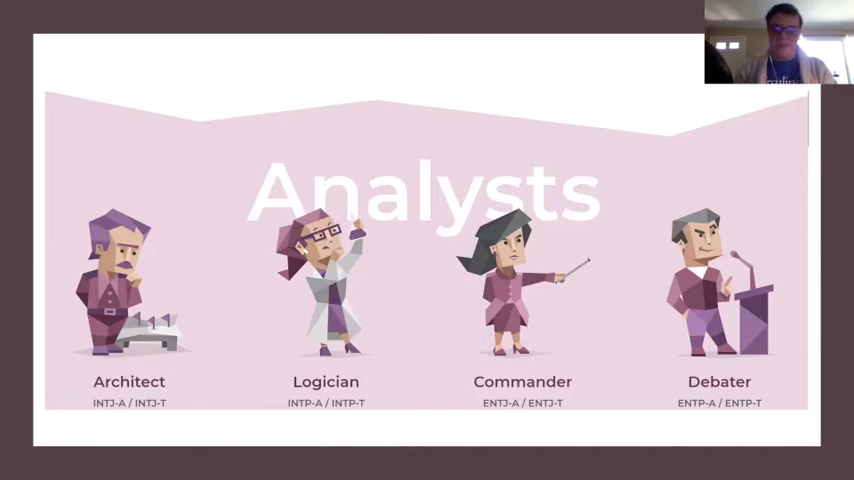 Analysts
Architect
INTJ-A / INTJ-T
Logician
INTP-A / INTP-T
Commander
ENTJ-A / ENTJ-T
Debater
ENTP-A / ENTP-T